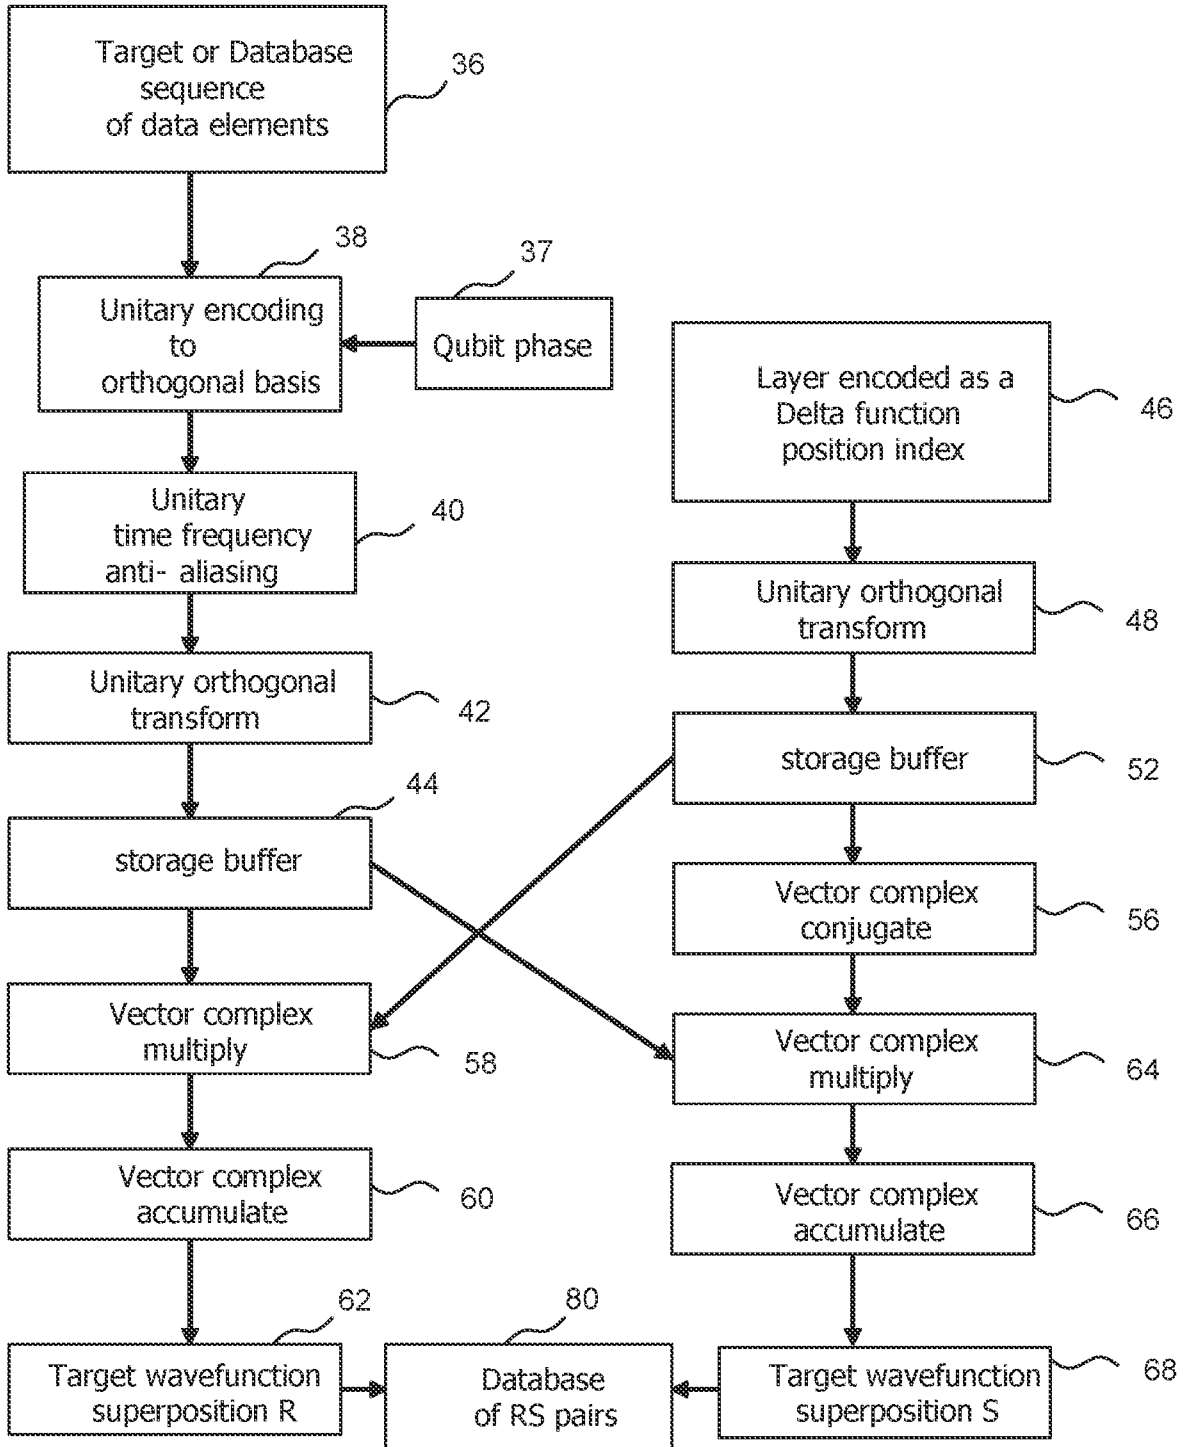 Target or Database
sequence
of data elements
36
38
Unitary encoding
to
orthogonal basis
37
Qubit phase
Layer encoded as a
Delta function
position index
46
Unitary
time frequency
anti- aliasing
40
Unitary orthogonal
transform
48
Unitary orthogonal
transform
42
storage buffer
52
44
storage buffer
Vector complex
conjugate
56
Vector complex
multiply
58
Vector complex
multiply
64
Vector complex
accumulate
60
Vector complex
accumulate
66
62
Target wavefunction
superposition R
80
Database
of RS pairs
Target wavefunction
superposition S
68